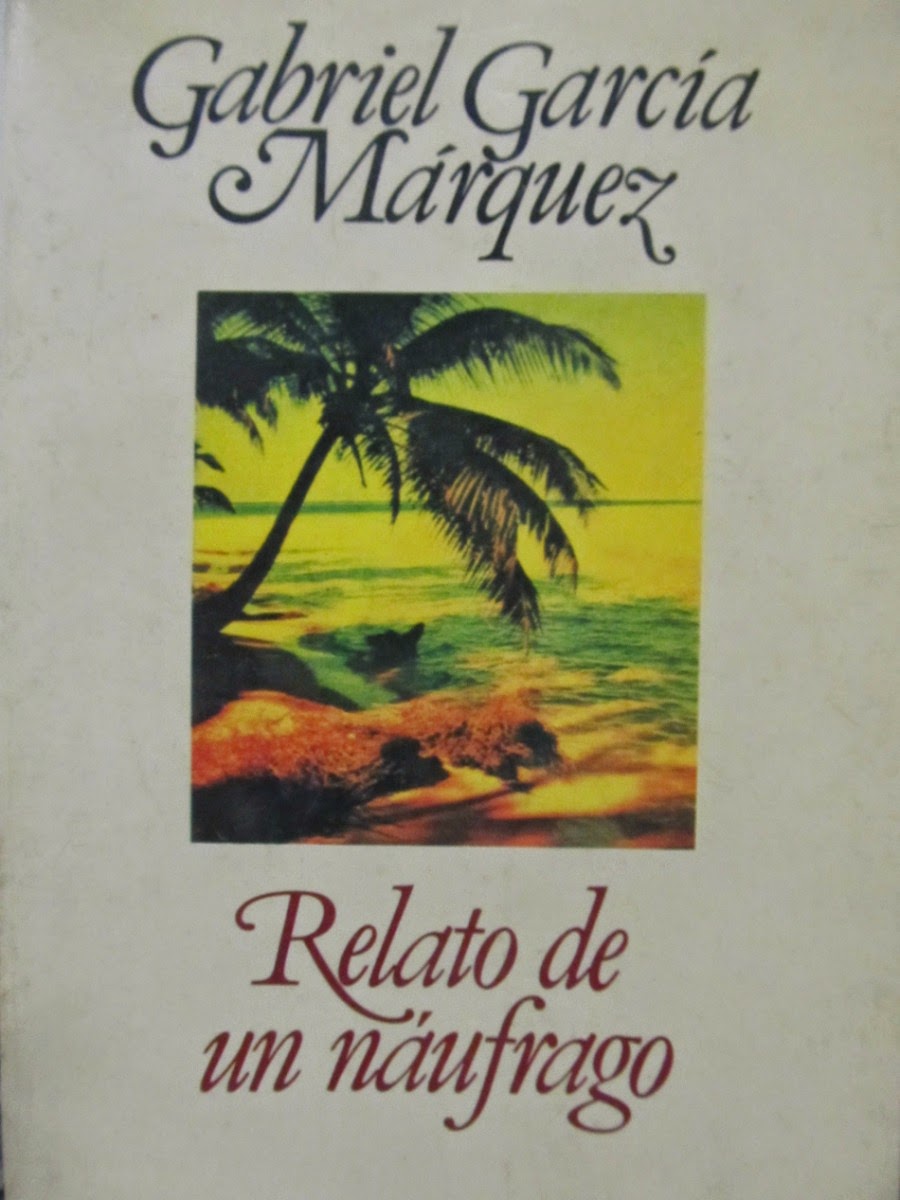 Gabriel García
Márquez
Relato de
un náufrago